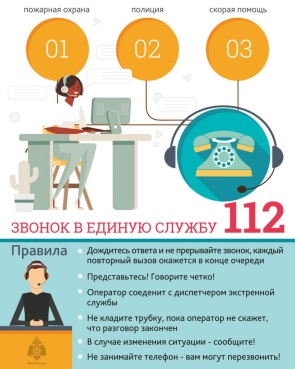 пожарная охрана
полиция
скорая помощь
01
02
03
ЗВОНОК В ЕДИНУЮ СЛУЖБУ 112
Правила
Дождитесь ответа и не прерывайте звонок, каждый
повторный вызов окажется в конце очереди
Представьтесь! Говорите четко!
Оператор соеденит с диспетчером экстренной
службы
Не кладите трубку, пока оператор не скажет,
что разговор закончен
В случае изменения ситуации - сообщите!
Не занимайте телефон - вам могут перезвонить!